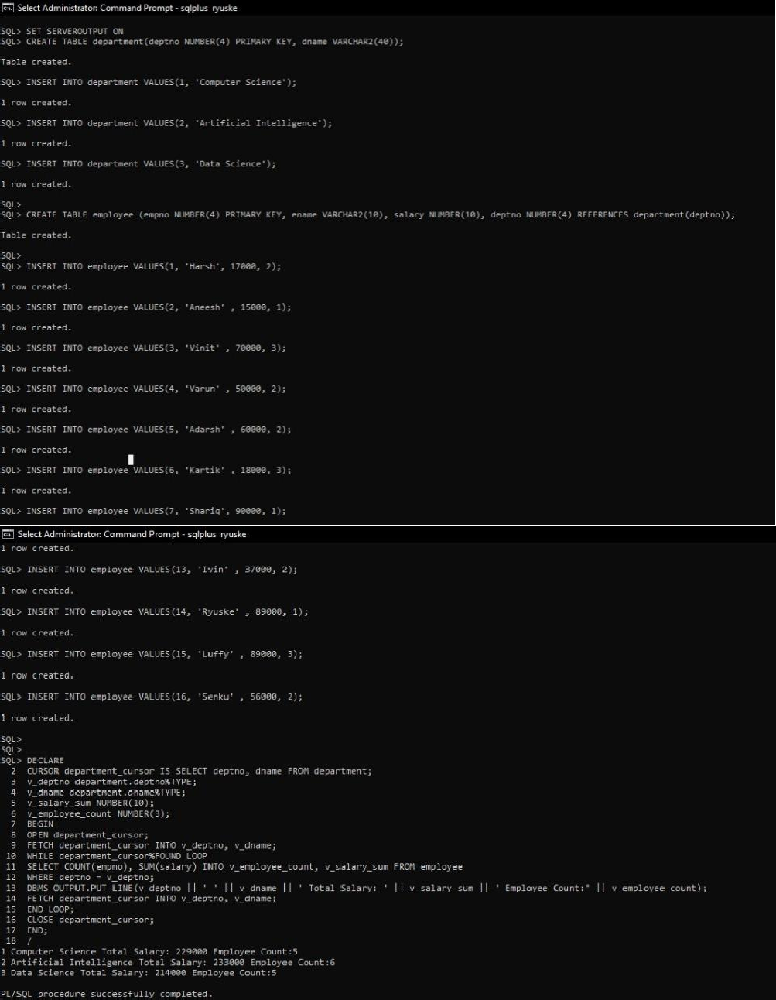 Select Administrator: Command Prompt - sqlplus ryuske
SQL> SET SERVEROUTPUT ON
SQL> CREATE TABLE department(deptno NUMBER(4) PRIMARY KEY, dname VARCHAR2(40));
Table created.
SQL> INSERT INTO department VALUES(1, 'Computer Science');
1 row created.
SQL> INSERT INTO department VALUES(2, 'Artificial Intelligence');
1 row created.
SQL> INSERT INTO department VALUES(3, 'Data Science');
1 row created.
SQL>
SQL> CREATE TABLE employee (empno NUMBER(4) PRIMARY KEY, ename VARCHAR2(10), salary NUMBER(10), deptno NUMBER(4) REFERENCES department(deptno));
Table created.
SQL>
SQL> INSERT INTO employee VALUES(1, 'Harsh', 17000, 2);
1 row created.
SQL> INSERT INTO employee VALUES(2, 'Aneesh' , 15000, 1);
1 row created.
SQL> INSERT INTO employee VALUES(3, 'Vinit' , 70000, 3);
1 row created.
SQL> INSERT INTO employee VALUES(4, 'Varun' , 50000, 2);
1 row created.
SQL> INSERT INTO employee VALUES(5, 'Adarsh' , 60000, 2);
1 row created.
SQL> INSERT INTO employee VALUES(6, 'Kartik' , 18000, 3);
1 row created.
SQL> INSERT INTO employee VALUES(7, 'Shariq', 90000, 1);
Select Administrator: Command Prompt - sqlplus ryuske
1 row created.
SQL> INSERT INTO employee VALUES(13, 'Ivin' , 37000, 2);
1 row created.
SQL> INSERT INTO employee VALUES(14, 'Ryuske' , 89000, 1);
1 row created.
SQL> INSERT INTO employee VALUES(15, 'Luffy' , 89000, 3);
1 row created.
SQL> INSERT INTO employee VALUES(16, 'Senku' , 56000, 2);
1 row created.
SQL>
SQL>
SQL> DECLARE
2 CURSOR department_cursor IS SELECT deptno, dname FROM department;
3 v_deptno department.deptno%TYPE;
4 v_dname department.dname%TYPE;
5 v_salary_sum NUMBER(10);
6 v_employee_count NUMBER(3);
7 BEGIN
8 OPEN department_cursor;
9 FETCH department_cursor INTO v_deptno, v_dname;
10 WHILE department_cursor%FOUND LOOP
11 SELECT COUNT(empno), SUM(salary) INTO v_employee_count, v_salary_sum FROM employee
12 WHERE deptno = v_deptno;
13 DBMS_OUTPUT.PUT_LINE(v_deptno || ' ' || v_dname || ' Total Salary: ' || v_salary_sum || ' Employee Count:' || v_employee_count);
14 FETCH department_cursor INTO v_deptno, v_dname;
15 END LOOP;
16 CLOSE department_cursor;
17 END;
18 /
1 Computer Science Total Salary: 229000 Employee Count:5
2 Artificial Intelligence Total Salary: 233000 Employee Count:6
3 Data Science Total Salary: 214000 Employee Count:5
PL/SQL procedure successfully completed.